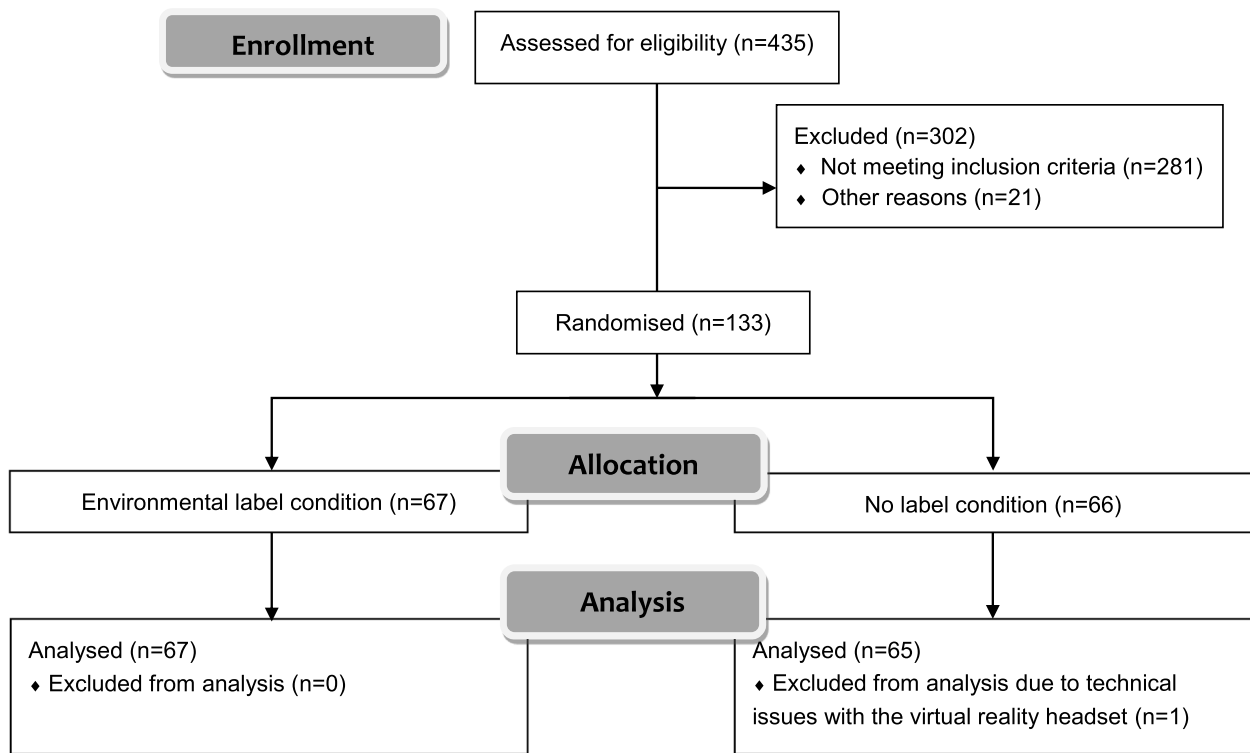 Enrollment
Assessed for eligibility (n=435)
Excluded (n=302)
⬧ Not meeting inclusion criteria (n=281)
⬧ Other reasons (n=21)
Randomised (n=133)
Allocation
Environmental label condition (n=67)
No label condition (n=66)
Analysis
Analysed (n=67)
⬧ Excluded from analysis (n=0)
Analysed (n=65)
⬧ Excluded from analysis due to technical
issues with the virtual reality headset (n=1)